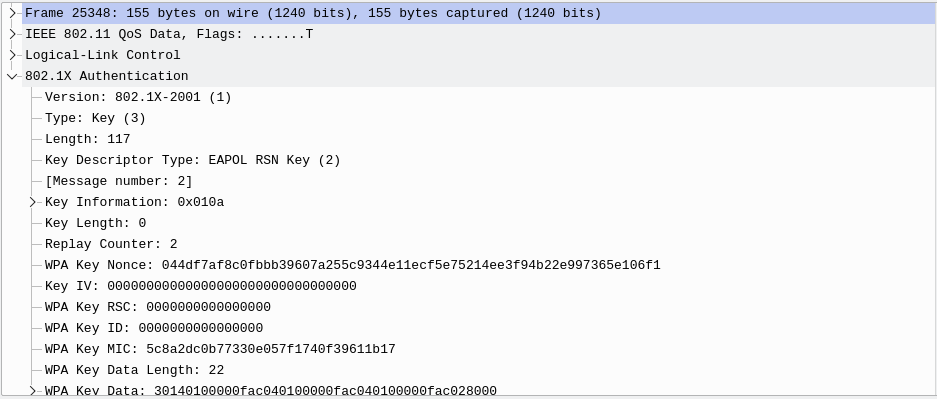 Frame 25348: 155 bytes on wire (1240 bits), 155 bytes captured (1240 bits)
IEEE 802.11 QoS Data, Flags: .......T
Logical-Link Control
802.1X Authentication
Version: 802.1X-2001 (1)
Type: Key (3)
Length: 117
Key Descriptor Type: EAPOL RSN Key (2)
[Message number: 2]
Key Information: 0x010a
Key Length: 0
Replay Counter: 2
WPA Key Nonce: 044df7af8c0fbbb39607a255c9344e11ecf5e75214ee3f94b22e997365e106f1
Key IV: 00000000000000000000000000000000
WPA Key RSC: 0000000000000000
WPA Key ID: 0000000000000000
WPA Key MIC: 5c8a2dc0b77330e057f1740f39611b17
WPA Key Data Length: 22
WPA Key Data: 30140100000fac040100000fac040100000fac028000